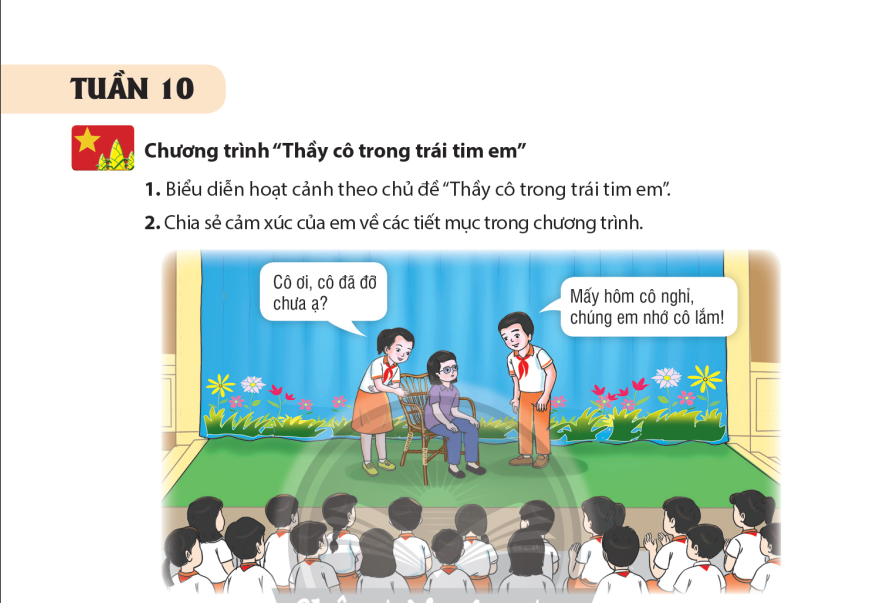 TUẦN 10
Chương trình “Thầy cô trong trái tim em”
1. Biểu diễn hoạt cảnh theo chủ đề “Thầy cô trong trái tim em”.
2. Chia sẻ cảm xúc của em về các tiết mục trong chương trình.
Cô ơi, cô đã đỡ
chưa ạ?
Mấy hôm cô nghỉ,
chúng em nhớ cô lắm!